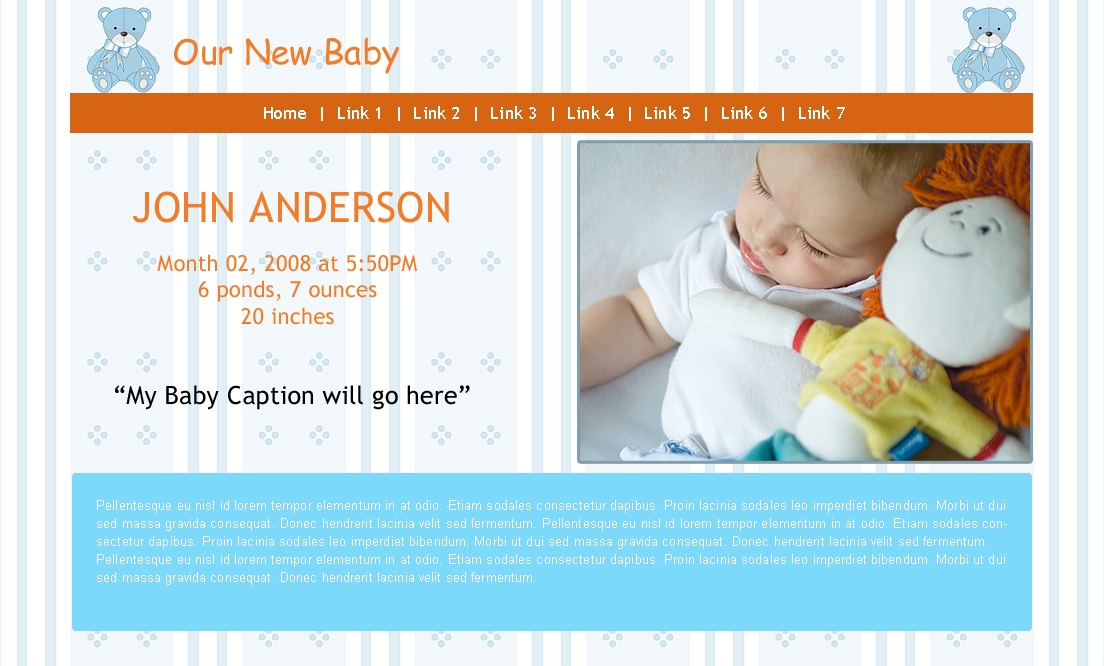 Our New Baby
Home | Link 1 | Link 2 | Link 3 | Link 4 | Link 5 | Link 6 | Link 7
JOHN ANDERSON
Month 02, 2008 at 5:50PM
6 ponds, 7 ounces
20 inches
“My Baby Caption will go here”
Pellentesque eu nisl id lorem tempor elementum in at odio. Etiam sodales consectetur dapibus. Proin lacinia sodales leo imperdiet bibendum. Morbi ut dui
sed massa gravida consequat. Donec hendrerit lacinia velit sed fermentum. Pellentesque eu nisl id lorem tempor elementum in at odio. Etiam sodales con-
sectetur dapibus. Proin lacinia sodales leo imperdiet bibendum. Morbi ut dui sed massa gravida consequat. Donec hendrerit lacinia velit sed fermentum.
Pellentesque eu nisl id lorem tempor elementum in at odio. Etiam sodales consectetur dapibus. Proin lacinia sodales leo imperdiet bibendum. Morbi ut dui
sed massa gravida consequat. Donec hendrerit lacinia velit sed fermentum.